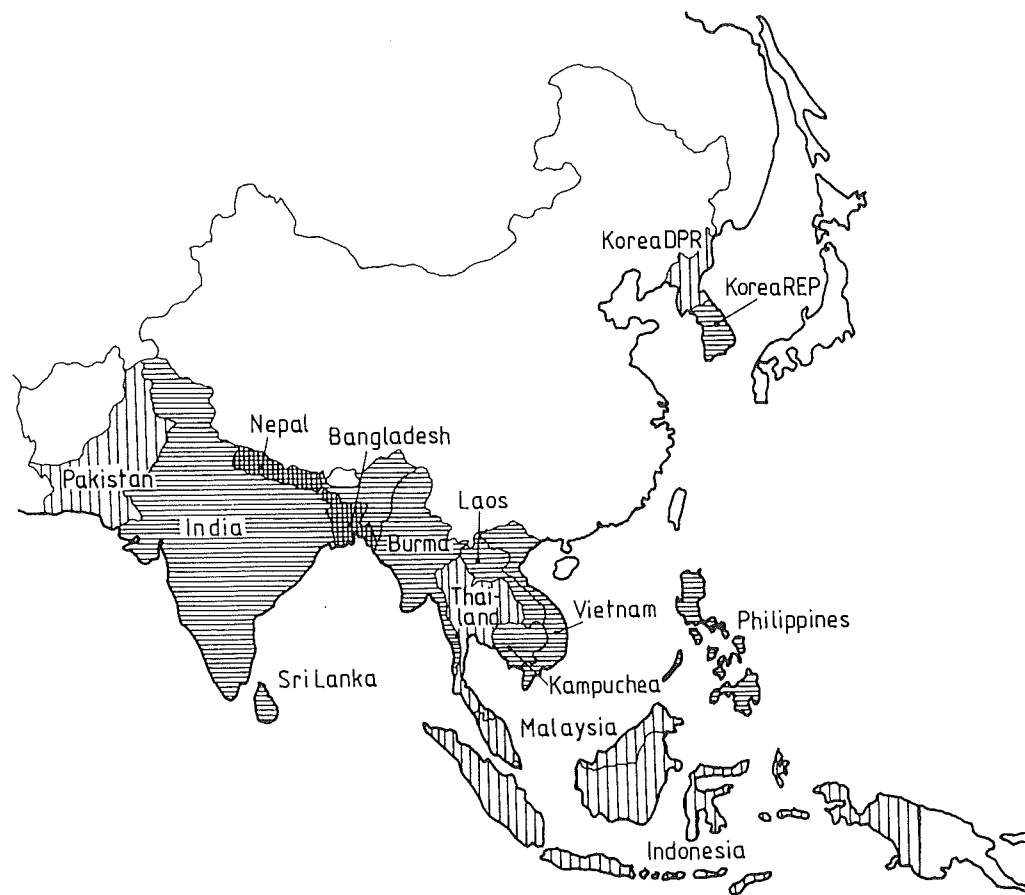 KoreaDPR
KoreaREP
Nepal
Bangladesh
Pakistan
Laos
India
Burma
Thai-
land
Vietnam
Philippines
Sri Lanka
Kampuchea
Malaysia
Indonesia